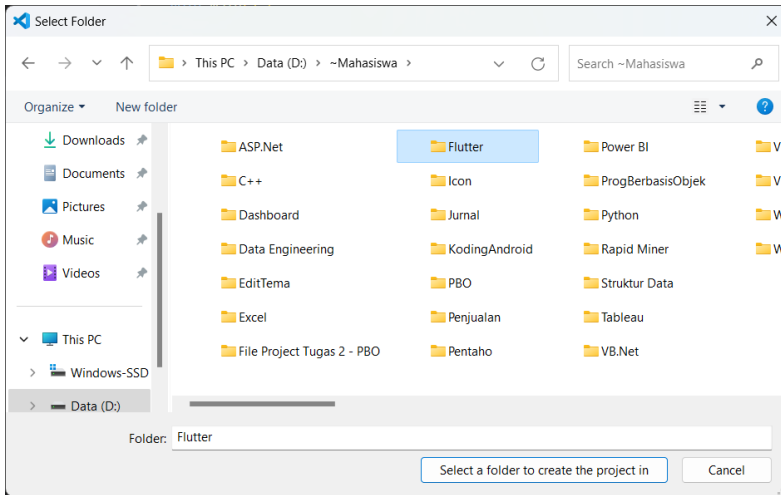 Select Folder
This PC > Data (D:) > ~Mahasiswa >
Search ~Mahasiswa
Organize
New folder
Downloads
Documents
Pictures
Music
Videos
This PC
Windows-SSD
Data (D:)
ASP.Net
C++
Dashboard
Data Engineering
EditTema
Excel
File Project Tugas 2 - PBO
Flutter
Icon
Jurnal
KodingAndroid
PBO
Penjualan
Pentaho
Power BI
ProgBerbasisObjek
Python
Rapid Miner
Struktur Data
Tableau
VB.Net
Folder: Flutter
Select a folder to create the project in
Cancel